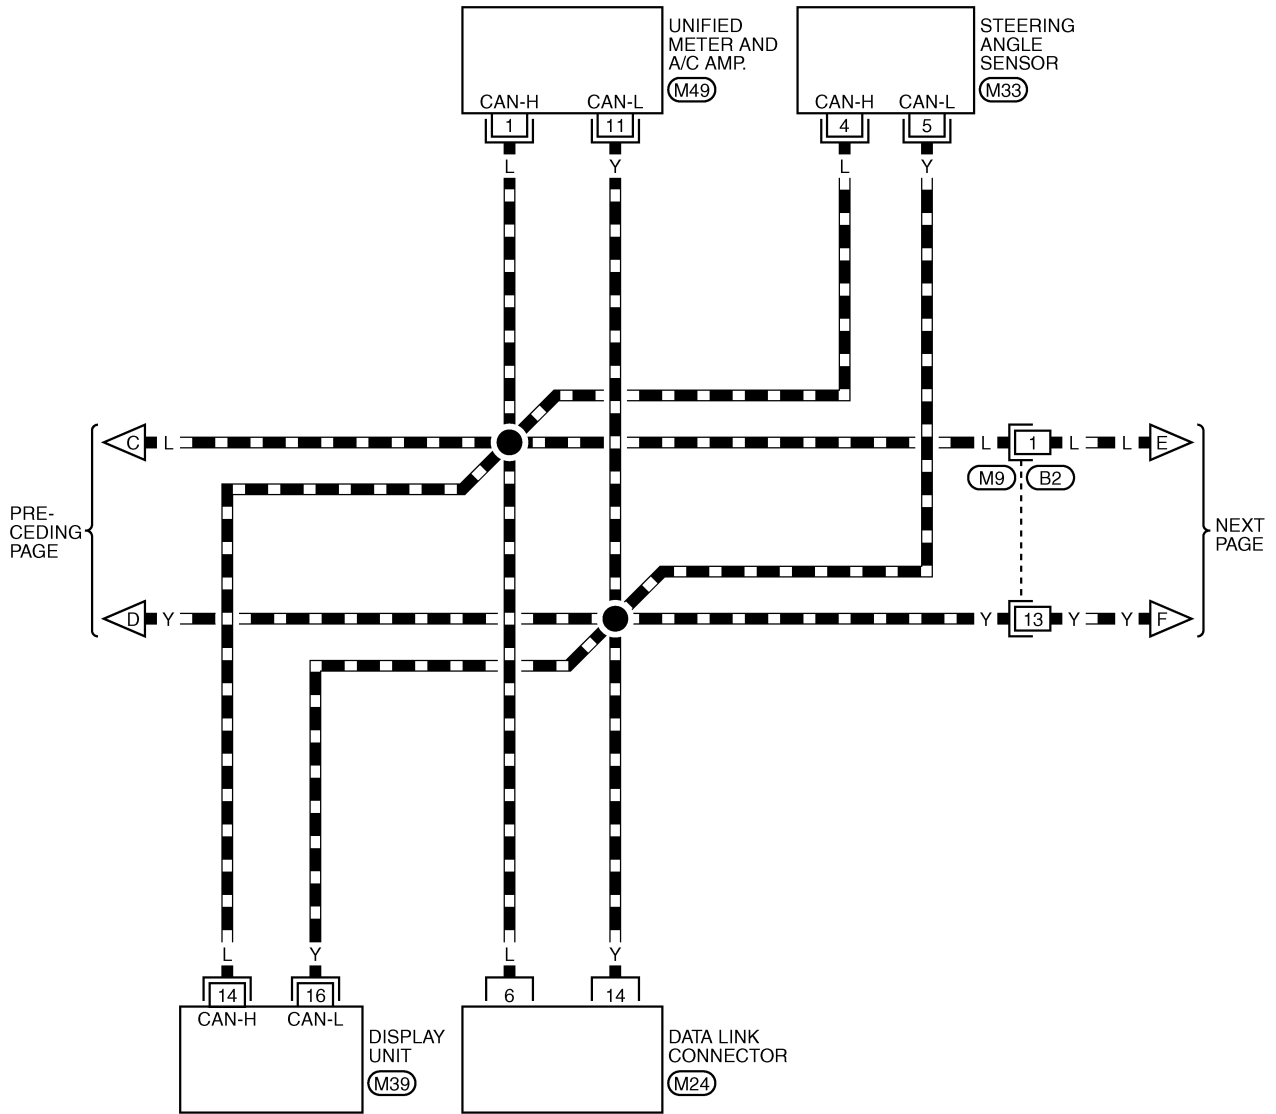 UNIFIED
METER AND
A/C AMP.
M49
CAN-H
CAN-L
1
11
L
Y
STEERING
ANGLE
SENSOR
M33
CAN-H
CAN-L
4
5
L
Y
C
L
L
1
L
L
E
M9
B2
PRE-
CEDING
PAGE
NEXT
PAGE
D
Y
Y
13
Y
Y
F
L
Y
L
Y
14
16
6
14
CAN-H
CAN-L
DISPLAY
UNIT
M39
DATA LINK
CONNECTOR
M24